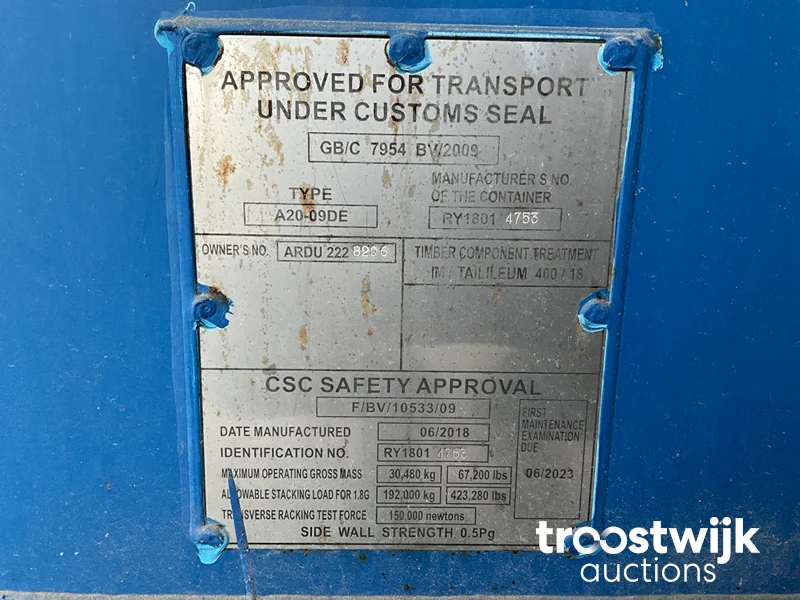 APPROVED FOR TRANSPORT
UNDER CUSTOMS SEAL
GB/C 7954 BV/2009
TYPE
A20-09DE
MANUFACTURER S.NO.
OF THE CONTAINER
RY1801 4753
OWNER'S NO. ARDU 222 8206
TIMBER COMPONENT TREATMENT
IM / TAILILEUM 400 / 18
CSC SAFETY APPROVAL
F/BV/10533/09
DATE MANUFACTURED 06/2018
IDENTIFICATION NO. RY1801 4753
MAXIMUM OPERATING GROSS MASS 30,480 kg 67,200 lbs
ALLOWABLE STACKING LOAD FOR 1.8G 192,000 kg 423,280 lbs
TRANSVERSE RACKING TEST FORCE 150,000 newtons
SIDE WALL STRENGTH 0.5Pg
FIRST
MAINTENANCE
EXAMINATION
DUE
06/2023
troostwijk
auctions